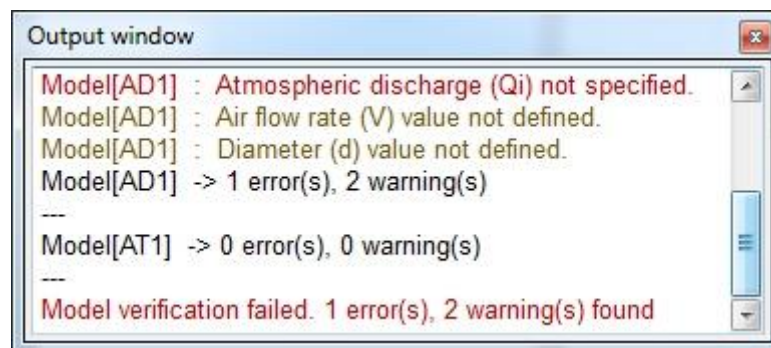 Output window
Model[AD1] : Atmospheric discharge (Qi) not specified.
Model[AD1] : Air flow rate (V) value not defined.
Model[AD1] : Diameter (d) value not defined.
Model[AD1] -> 1 error(s), 2 warning(s)
---
Model[AT1] -> 0 error(s), 0 warning(s)
---
Model verification failed. 1 error(s), 2 warning(s) found